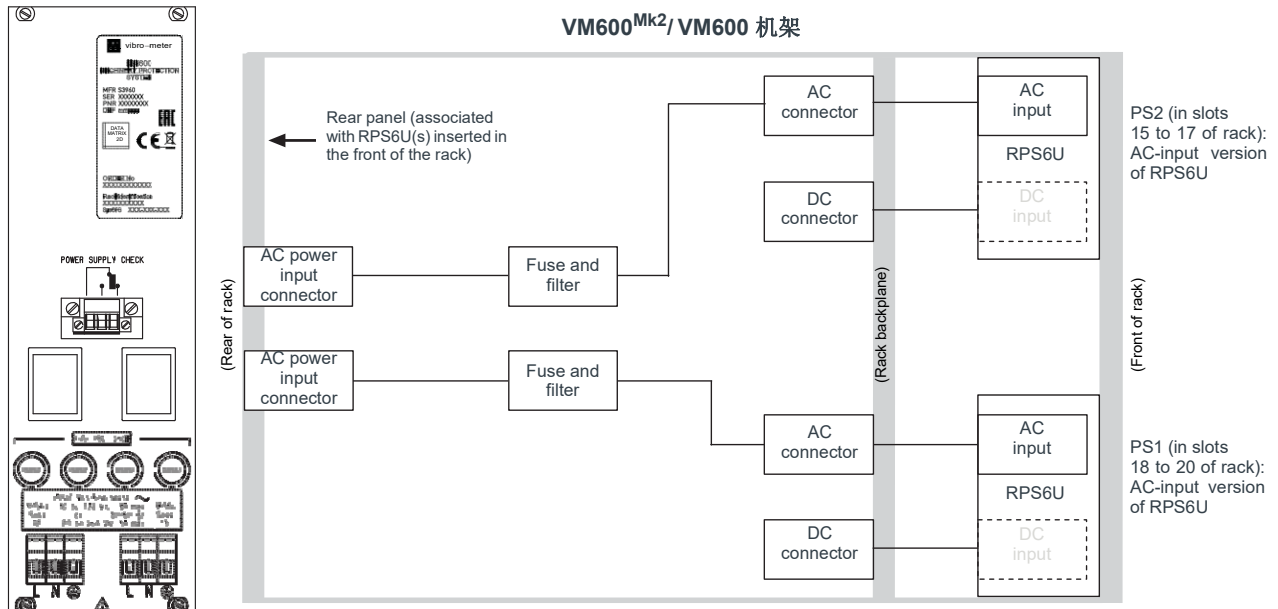 VM600Mk2/ VM600 机架
vibro-meter
MFR S3960
SER XXXXXXX
PNR XXXXXXXX
DATA
MATRIX
2D
CE
XXXXXXXXXXXX
XXXXXXXXXX
POWER SUPPLY CHECK
L N
L N
Rear panel (associated
with RPS6U(s) inserted in
the front of the rack)
(Rear of rack)
AC power
input
connector
Fuse and
filter
AC
connector
DC
connector
AC
input
RPS6U
DC
input
PS2 (in slots
15 to 17 of rack):
AC-input version
of RPS6U
(Rack backplane)
(Front of rack)
AC power
input
connector
Fuse and
filter
AC
connector
DC
connector
AC
input
RPS6U
DC
input
PS1 (in slots
18 to 20 of rack):
AC-input version
of RPS6U